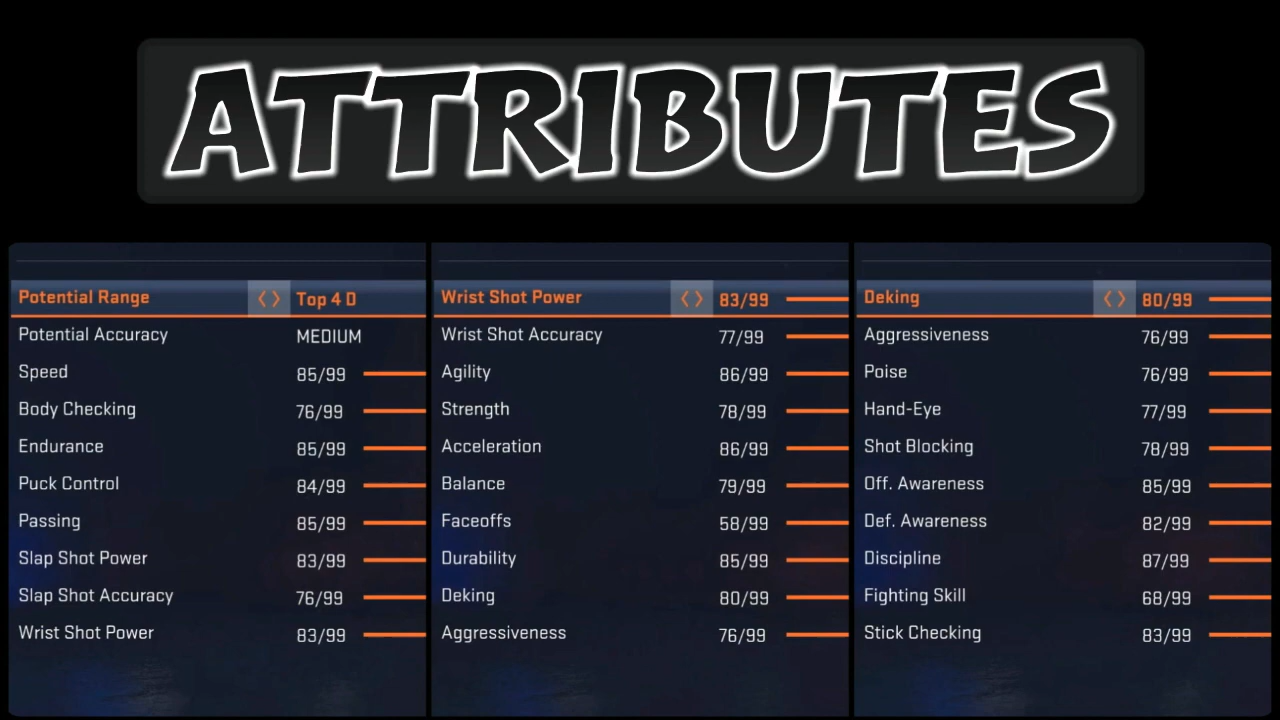 ATTRIBUTES
Potential Range <> Top 4 D
Potential Accuracy MEDIUM
Speed 85/99
Body Checking 76/99
Endurance 85/99
Puck Control 84/99
Passing 85/99
Slap Shot Power 83/99
Slap Shot Accuracy 76/99
Wrist Shot Power 83/99
Wrist Shot Power <> 83/99
Wrist Shot Accuracy 77/99
Agility 86/99
Strength 78/99
Acceleration 86/99
Balance 79/99
Faceoffs 58/99
Durability 85/99
Deking 80/99
Aggressiveness 76/99
Deking <> 80/99
Aggressiveness 76/99
Poise 76/99
Hand-Eye 77/99
Shot Blocking 78/99
Off. Awareness 85/99
Def. Awareness 82/99
Discipline 87/99
Fighting Skill 68/99
Stick Checking 83/99